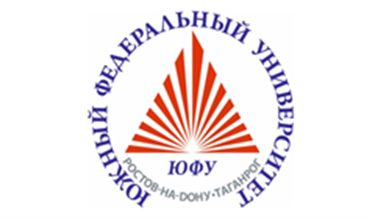 ЮЖНЫЙ ФЕДЕРАЛЬНЫЙ УНИВЕРСИТЕТ
ЮФУ
РОСТОВ-НА-ДОНУ-ТАГАНРОГ